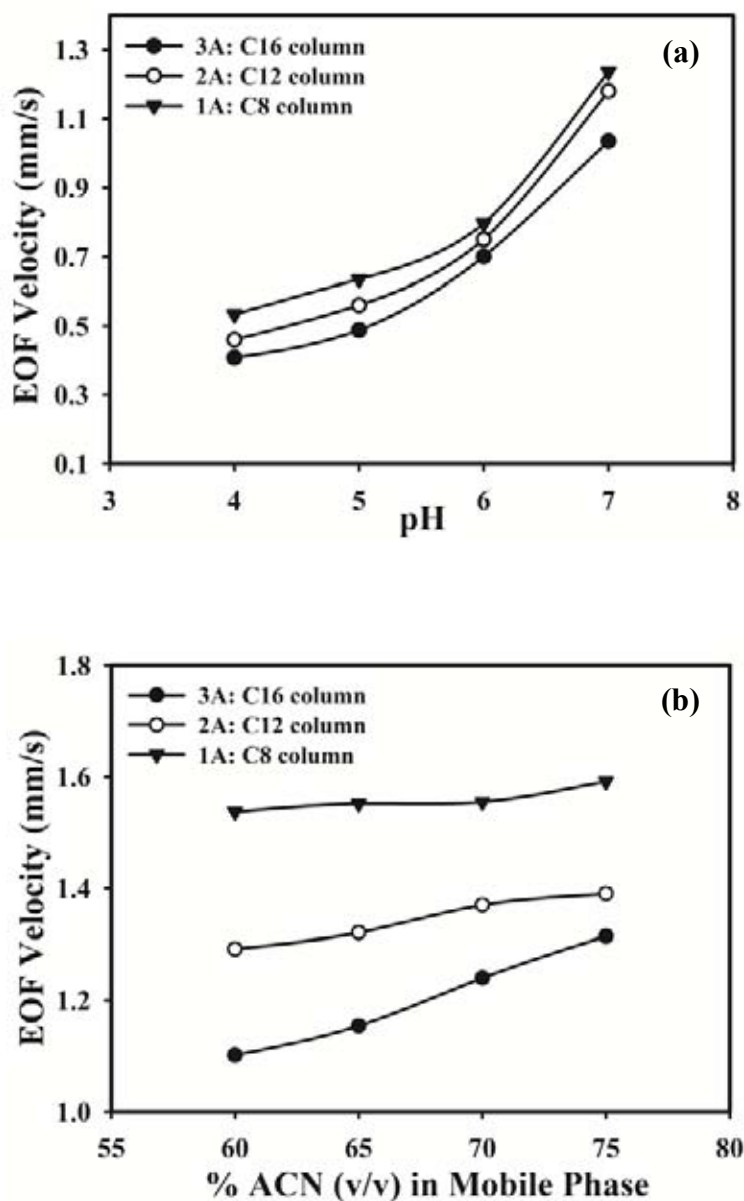 (a)
3A: C16 column
2A: C12 column
1A: C8 column
EOF Velocity (mm/s)
1.3
1.1
0.9
0.7
0.5
0.3
0.1
3 4 5 6 7 8
pH
(b)
3A: C16 column
2A: C12 column
1A: C8 column
EOF Velocity (mm/s)
1.8
1.6
1.4
1.2
1.0
55 60 65 70 75 80
% ACN (v/v) in Mobile Phase